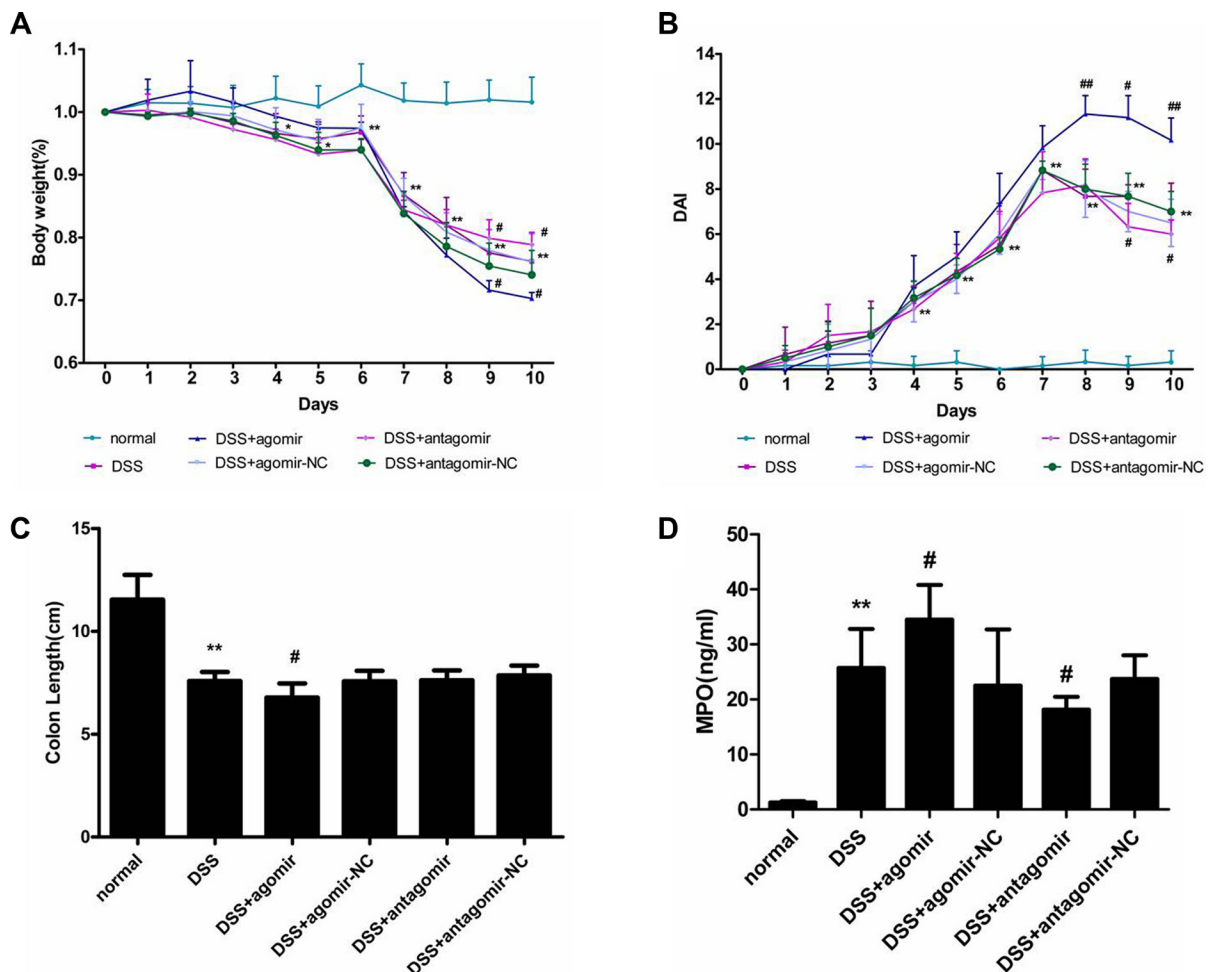 A
1.1
1.0
0.9
0.8
0.7
0.6
Body weight(%)
* * ** ** ** # ** # # ** #
0 1 2 3 4 5 6 7 8 9 10
Days
normal DSS+agomir DSS+antagomir
DSS DSS+agomir-NC DSS+antagomir-NC
B
14
12
10
8
6
4
2
0
DAI
** ** ** ** ## ** # ** # ## ** #
0 1 2 3 4 5 6 7 8 9 10
Days
normal DSS+agomir DSS+antagomir
DSS DSS+agomir-NC DSS+antagomir-NC
C
15
10
5
0
Colon Length(cm)
** #
normal
DSS
DSS+agomir
DSS+agomir-NC
DSS+antagomir
DSS+antagomir-NC
D
50
40
30
20
10
0
MPO(ng/ml)
** # #
normal
DSS
DSS+agomir
DSS+agomir-NC
DSS+antagomir
DSS+antagomir-NC